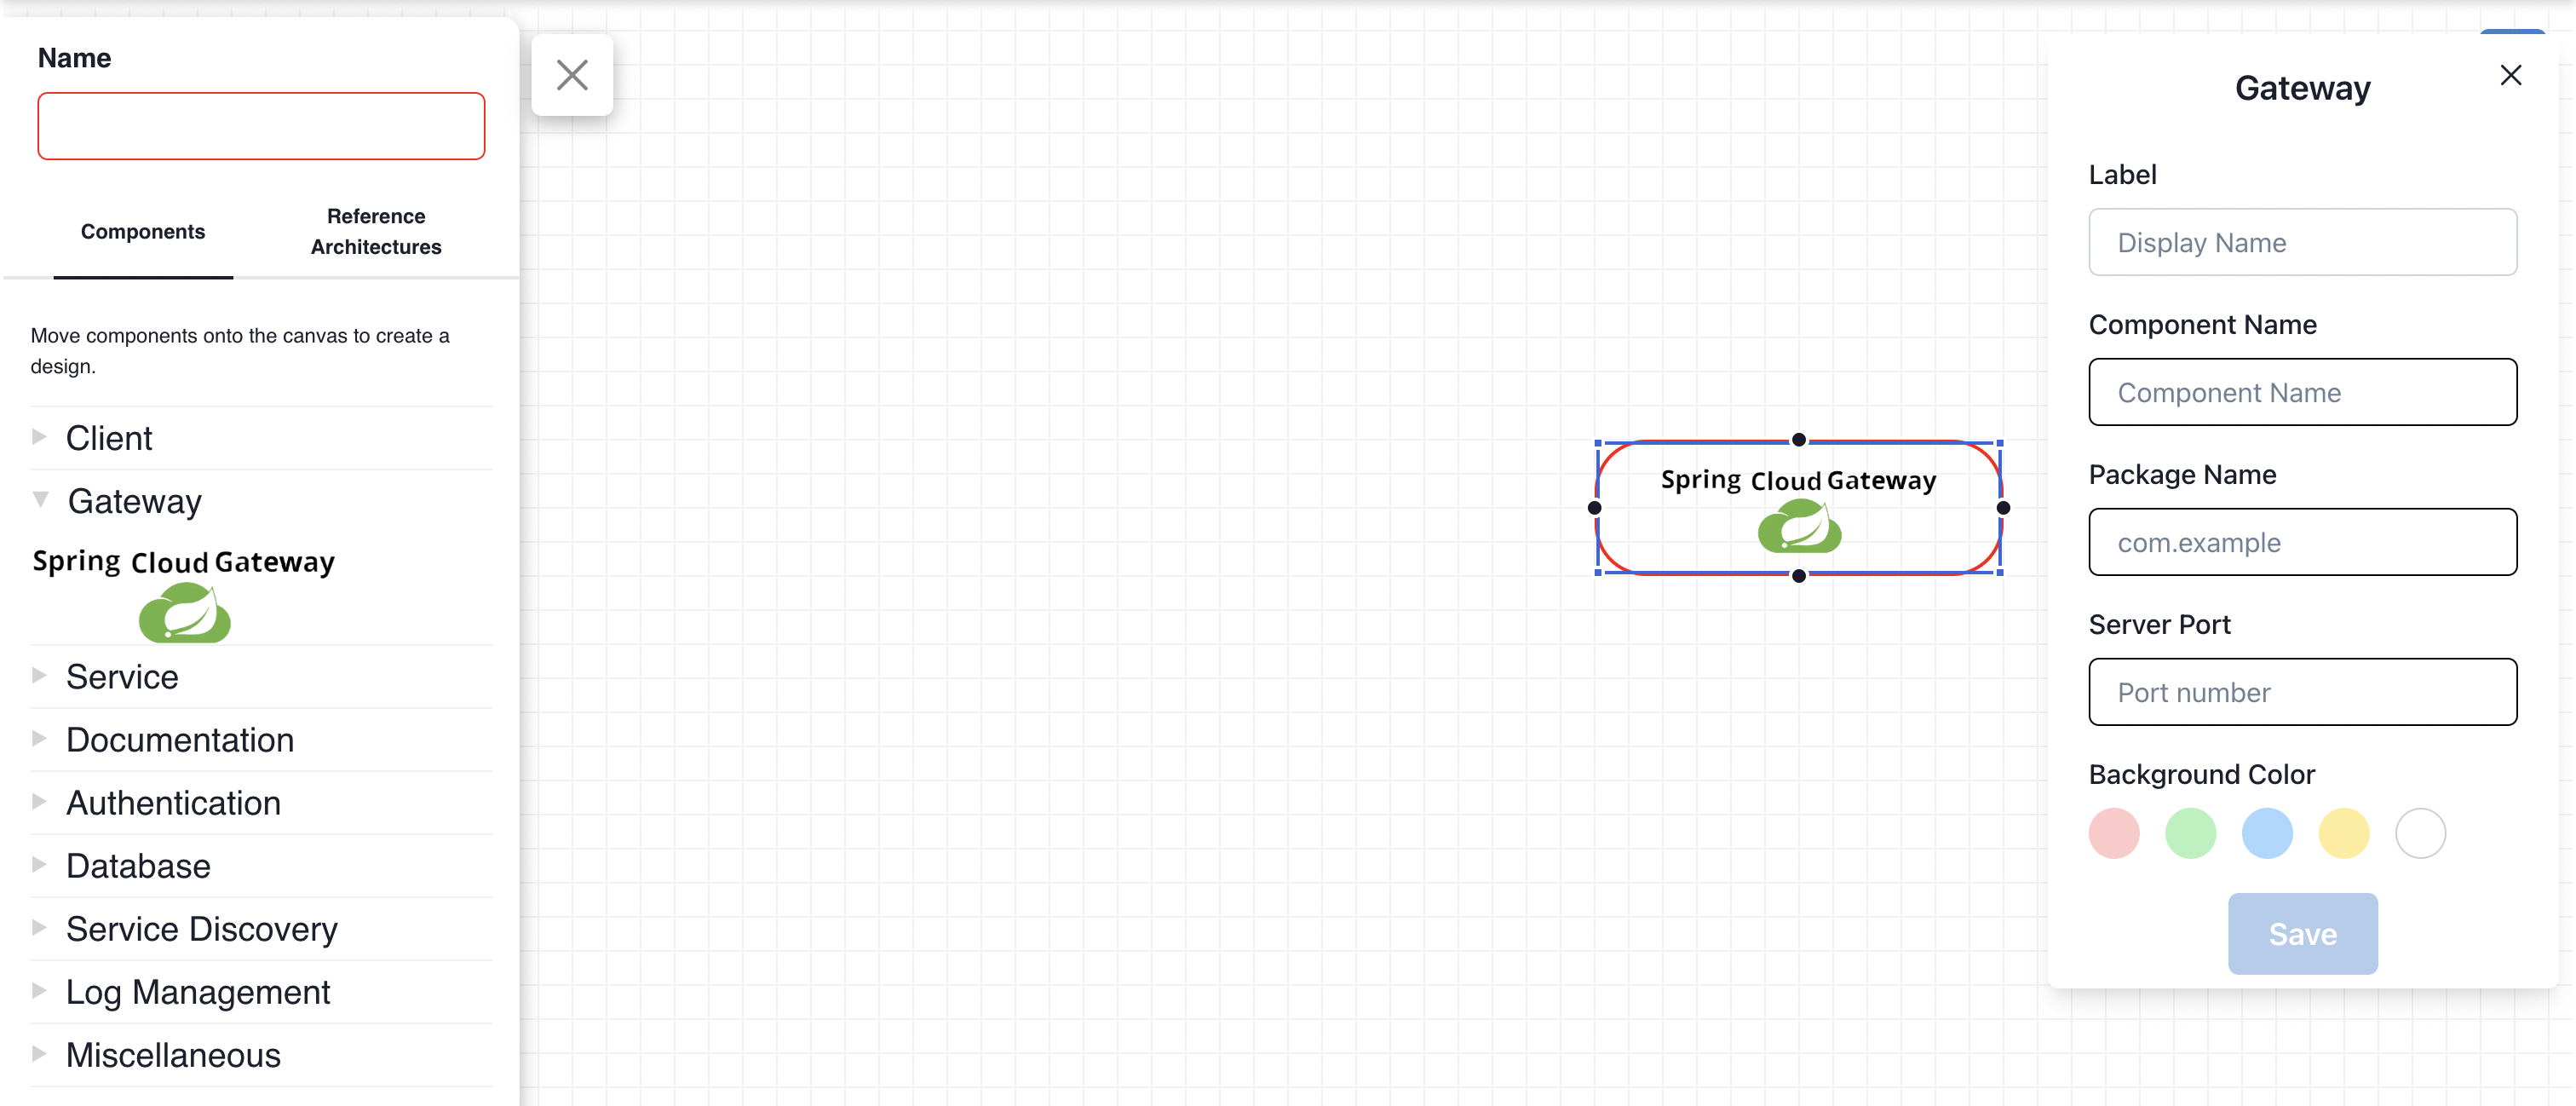 Name
Components
Reference
Architectures
Move components onto the canvas to create a
design.
Client
Gateway
Spring Cloud Gateway
Service
Documentation
Authentication
Database
Service Discovery
Log Management
Miscellaneous
Spring Cloud Gateway
Gateway
Label
Display Name
Component Name
Component Name
Package Name
com.example
Server Port
Port number
Background Color
Save